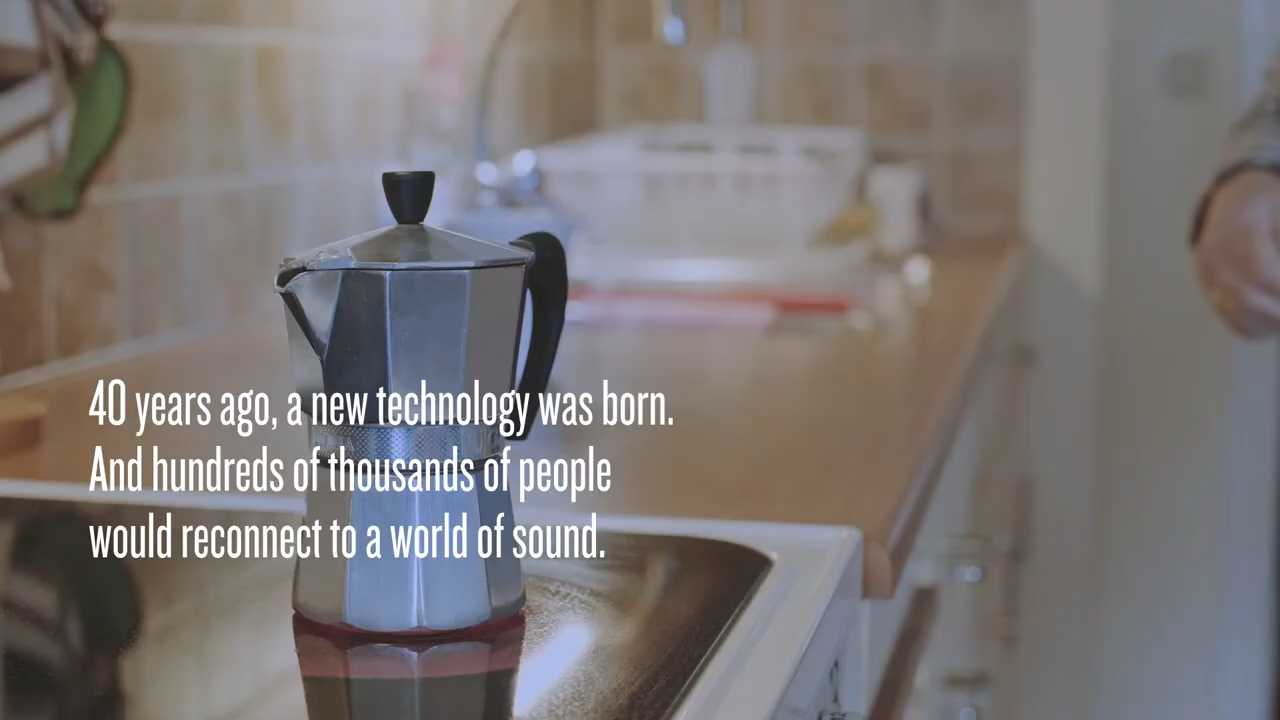 40 years ago, a new technology was born.
And hundreds of thousands of people
would reconnect to a world of sound.